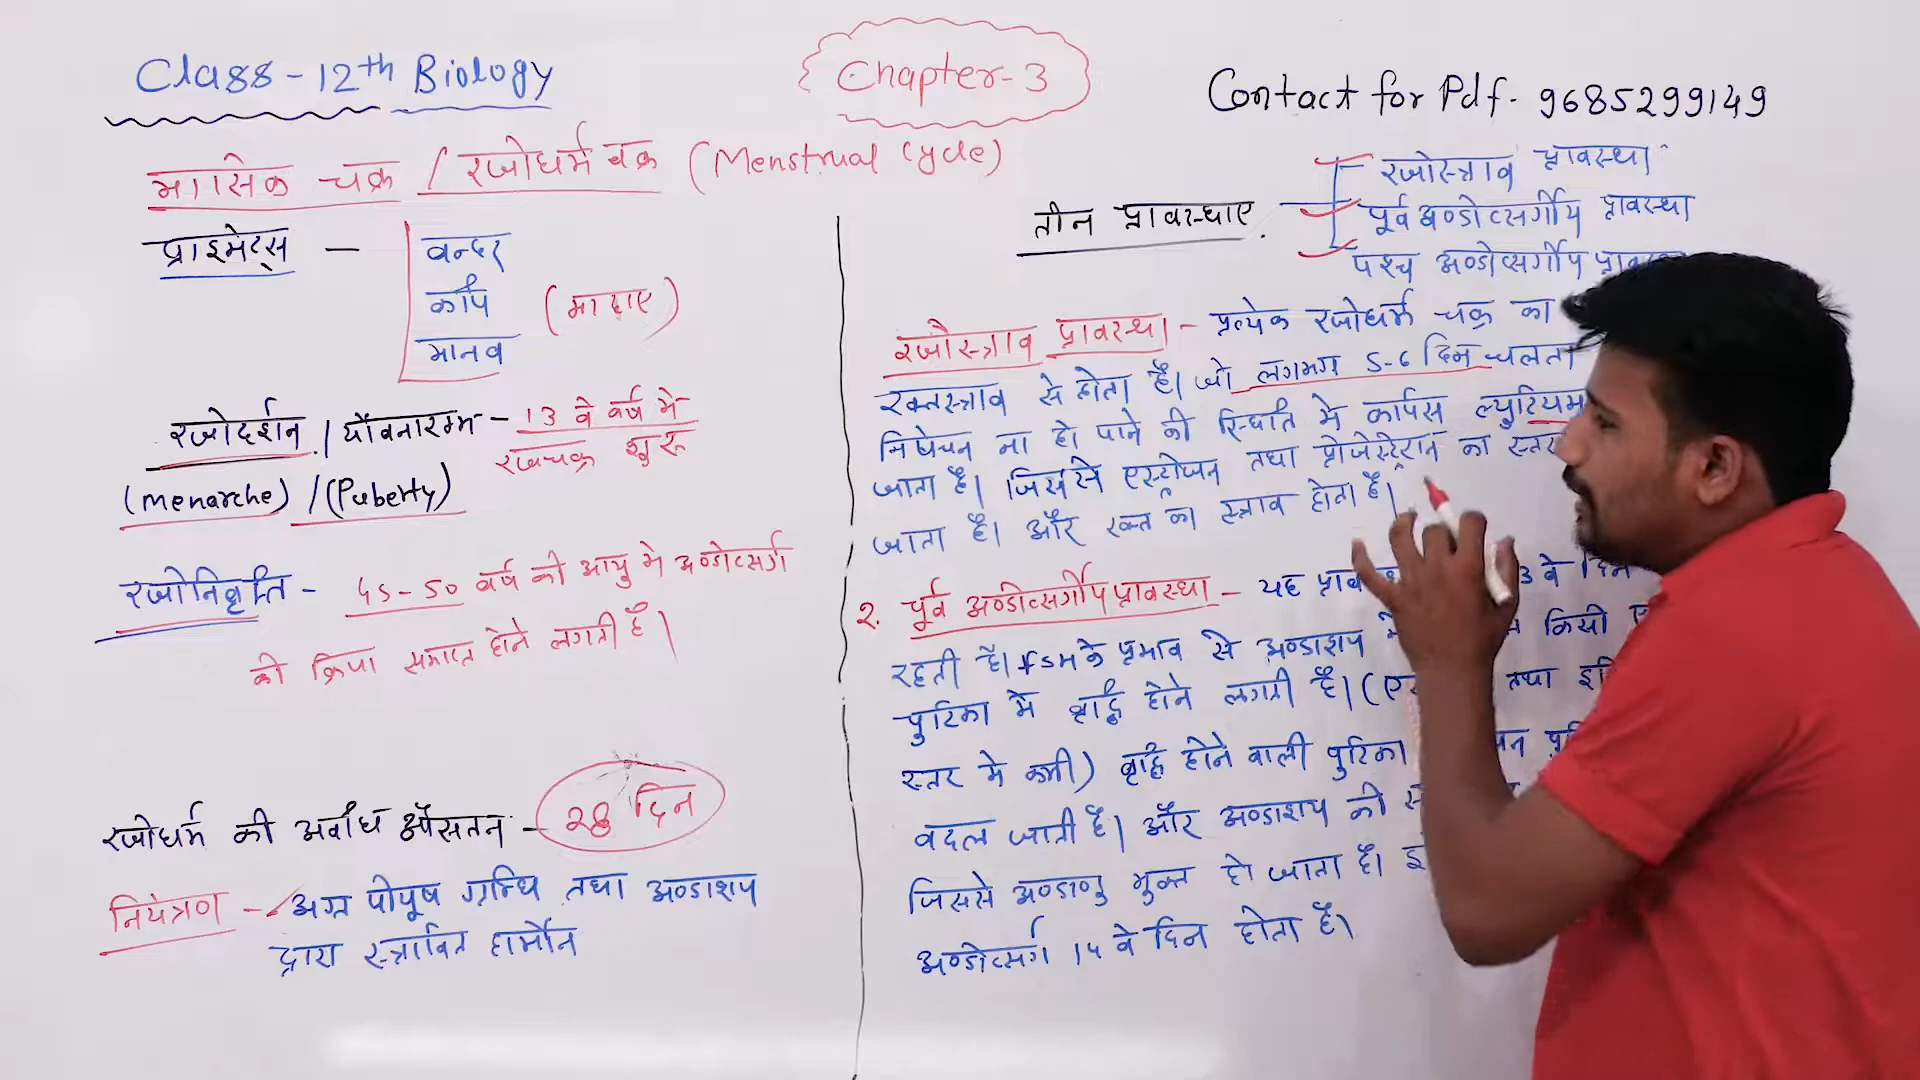 Class-12th Biology
Chapter-3
Contact for Pdf. 9685299149
मासिक चक्र / रजोधर्म चक्र (Menstrual Cycle)
प्राइमेट्स -
बन्दर
कपि
मानव
(मादाए)
रजोदर्शन / यौवनारम्भ - 13 वे वर्ष मे
रजचक्र शुरू
(menarche) / (Puberty)
रजोनिवृत्ति - 45-50 वर्ष की आयु मे अण्डोत्सर्ग
की क्रिया समाप्त होने लगती है।
रजोधर्म की अवधि औसतन - 28 दिन
नियंत्रण - अग्र पीयूष ग्रन्थि तथा अण्डाशय
द्वारा स्त्रावित हार्मोन
तीन प्रावस्थाए.
रजोस्त्राव प्रावस्था
पूर्व अण्डोत्सर्गीय प्रावस्था
पश्च अण्डोत्सर्गीय
रजोस्त्राव प्रावस्था - प्रत्येक रजोधर्म चक्र का
रक्तस्त्राव से होता है। जो लगभग 5-6 दिन चलता
निषेचन ना हो पाने की स्थिति मे कार्पस ल्युटियम
जाता है। जिससे एस्ट्रोजन तथा प्रोजेस्ट्रेरान का स्तर
जाता है। और रक्त का स्त्राव होता है।
२. पूर्व अण्डोत्सर्गीय प्रावस्था - यह 3 वे दिन
रहती है। FSH के प्रभाव से अण्डाशय किसी
पुटिका मे वृद्धि होने लगती है। तथा
स्तर मे कमी) वृद्धि होने वाली पुटिका
बदल जाती है। और अण्डाशय की
जिससे अण्डाणु मुक्त हो जाता है।
अण्डोत्सर्ग 14 वे दिन होता है।